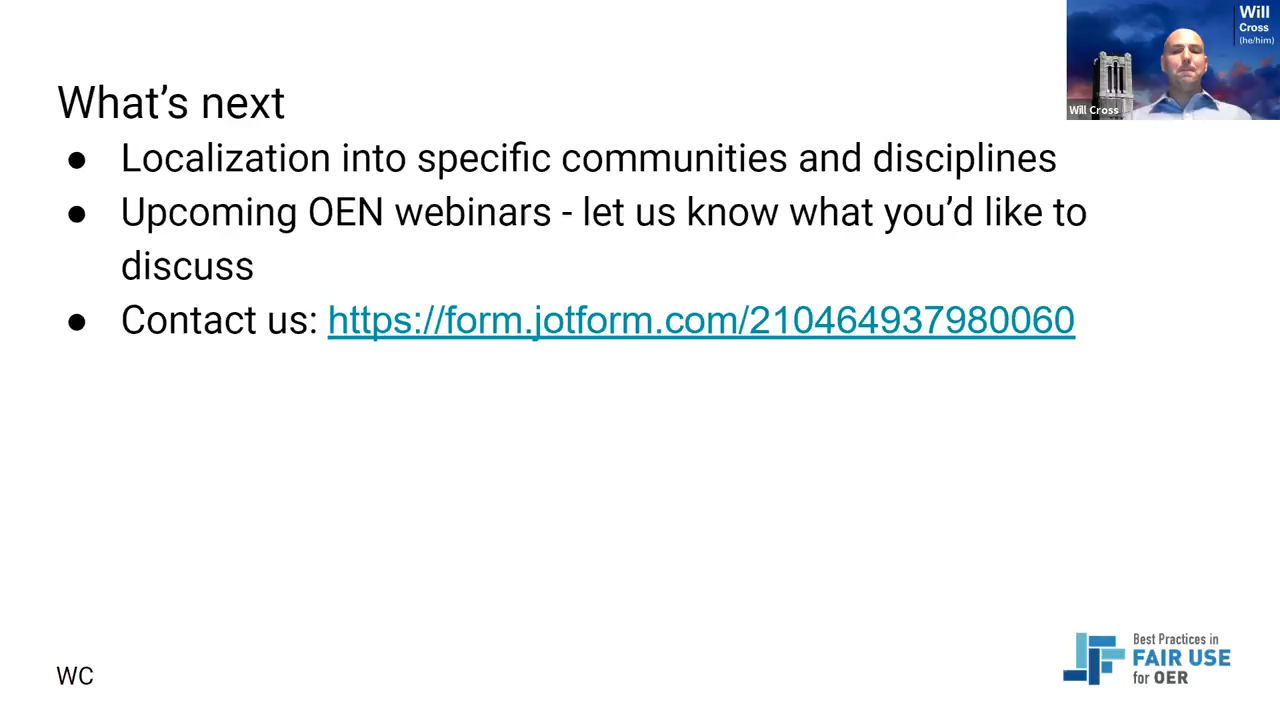 Will
Cross
(he/him)
Will Cross
What's next
● Localization into specific communities and disciplines
● Upcoming OEN webinars - let us know what you'd like to
discuss
● Contact us: https://form.jotform.com/210464937980060
WC
Best Practices in
FAIR USE
for OER